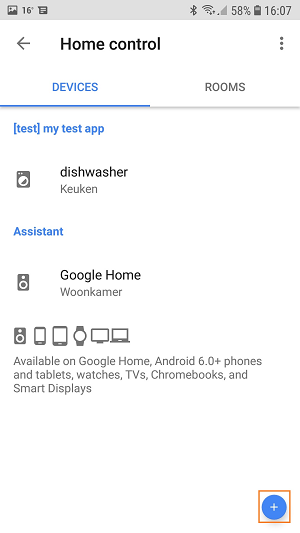 16° 58% 16:07
Home control
DEVICES ROOMS
[test] my test app
dishwasher
Keuken
Assistant
Google Home
Woonkamer
Available on Google Home, Android 6.0+ phones
and tablets, watches, TVs, Chromebooks, and
Smart Displays